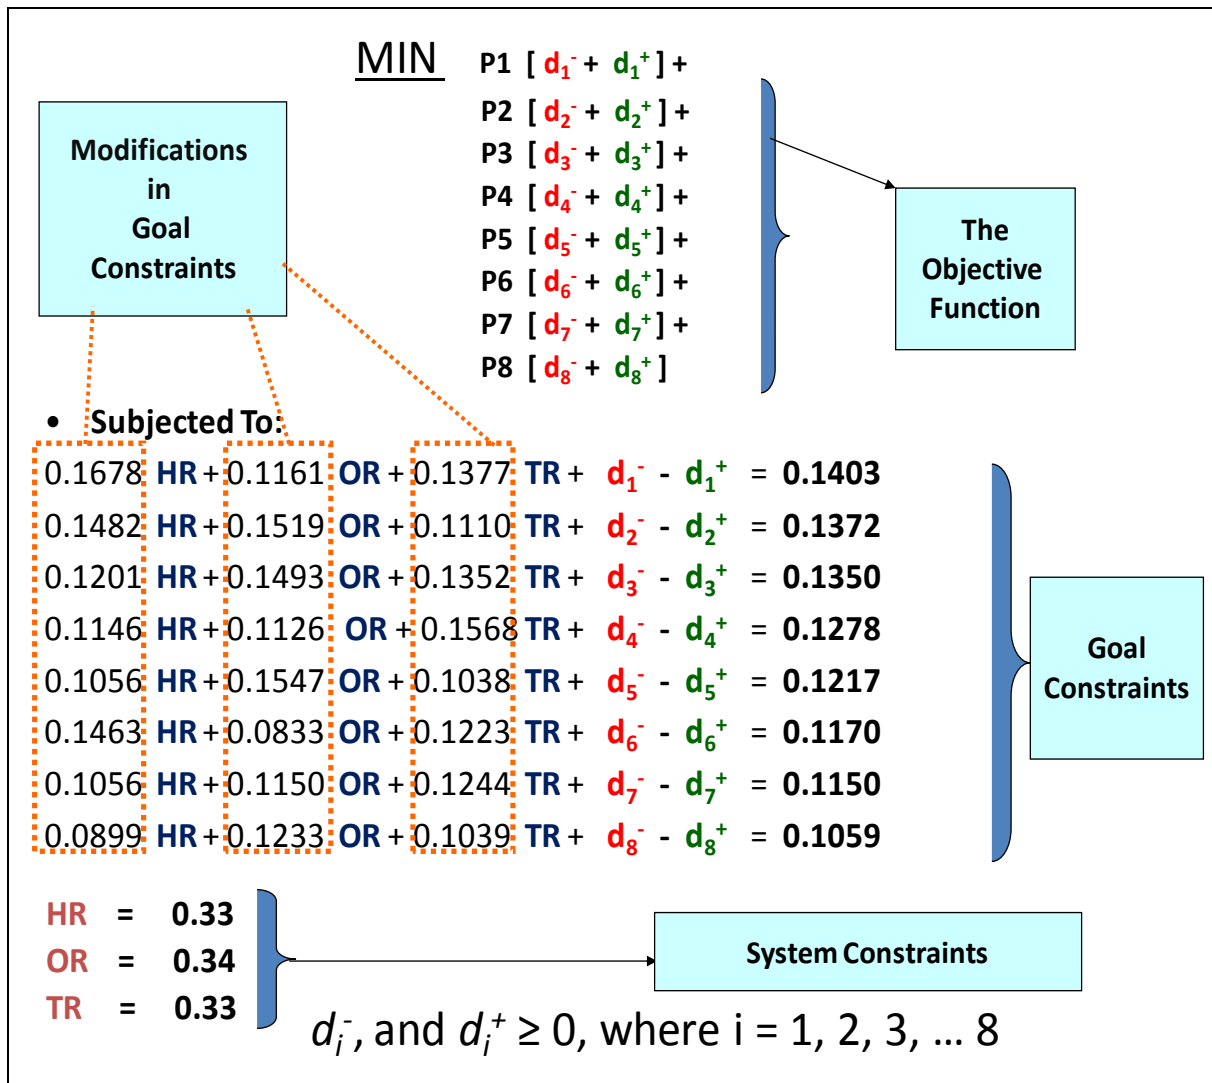 MIN P1 [ d₁⁻ + d₁⁺ ] +
P2 [ d₂⁻ + d₂⁺ ] +
P3 [ d₃⁻ + d₃⁺ ] +
P4 [ d₄⁻ + d₄⁺ ] +
P5 [ d₅⁻ + d₅⁺ ] +
P6 [ d₆⁻ + d₆⁺ ] +
P7 [ d₇⁻ + d₇⁺ ] +
P8 [ d₈⁻ + d₈⁺ ]
Modifications
in
Goal
Constraints
The
Objective
Function
• Subjected To:
0.1678 HR + 0.1161 OR + 0.1377 TR + d₁⁻ - d₁⁺ = 0.1403
0.1482 HR + 0.1519 OR + 0.1110 TR + d₂⁻ - d₂⁺ = 0.1372
0.1201 HR + 0.1493 OR + 0.1352 TR + d₃⁻ - d₃⁺ = 0.1350
0.1146 HR + 0.1126 OR + 0.1568 TR + d₄⁻ - d₄⁺ = 0.1278
0.1056 HR + 0.1547 OR + 0.1038 TR + d₅⁻ - d₅⁺ = 0.1217
0.1463 HR + 0.0833 OR + 0.1223 TR + d₆⁻ - d₆⁺ = 0.1170
0.1056 HR + 0.1150 OR + 0.1244 TR + d₇⁻ - d₇⁺ = 0.1150
0.0899 HR + 0.1233 OR + 0.1039 TR + d₈⁻ - d₈⁺ = 0.1059
Goal
Constraints
HR = 0.33
OR = 0.34
TR = 0.33
System Constraints
dᵢ⁻, and dᵢ⁺ ≥ 0, where i = 1, 2, 3, … 8